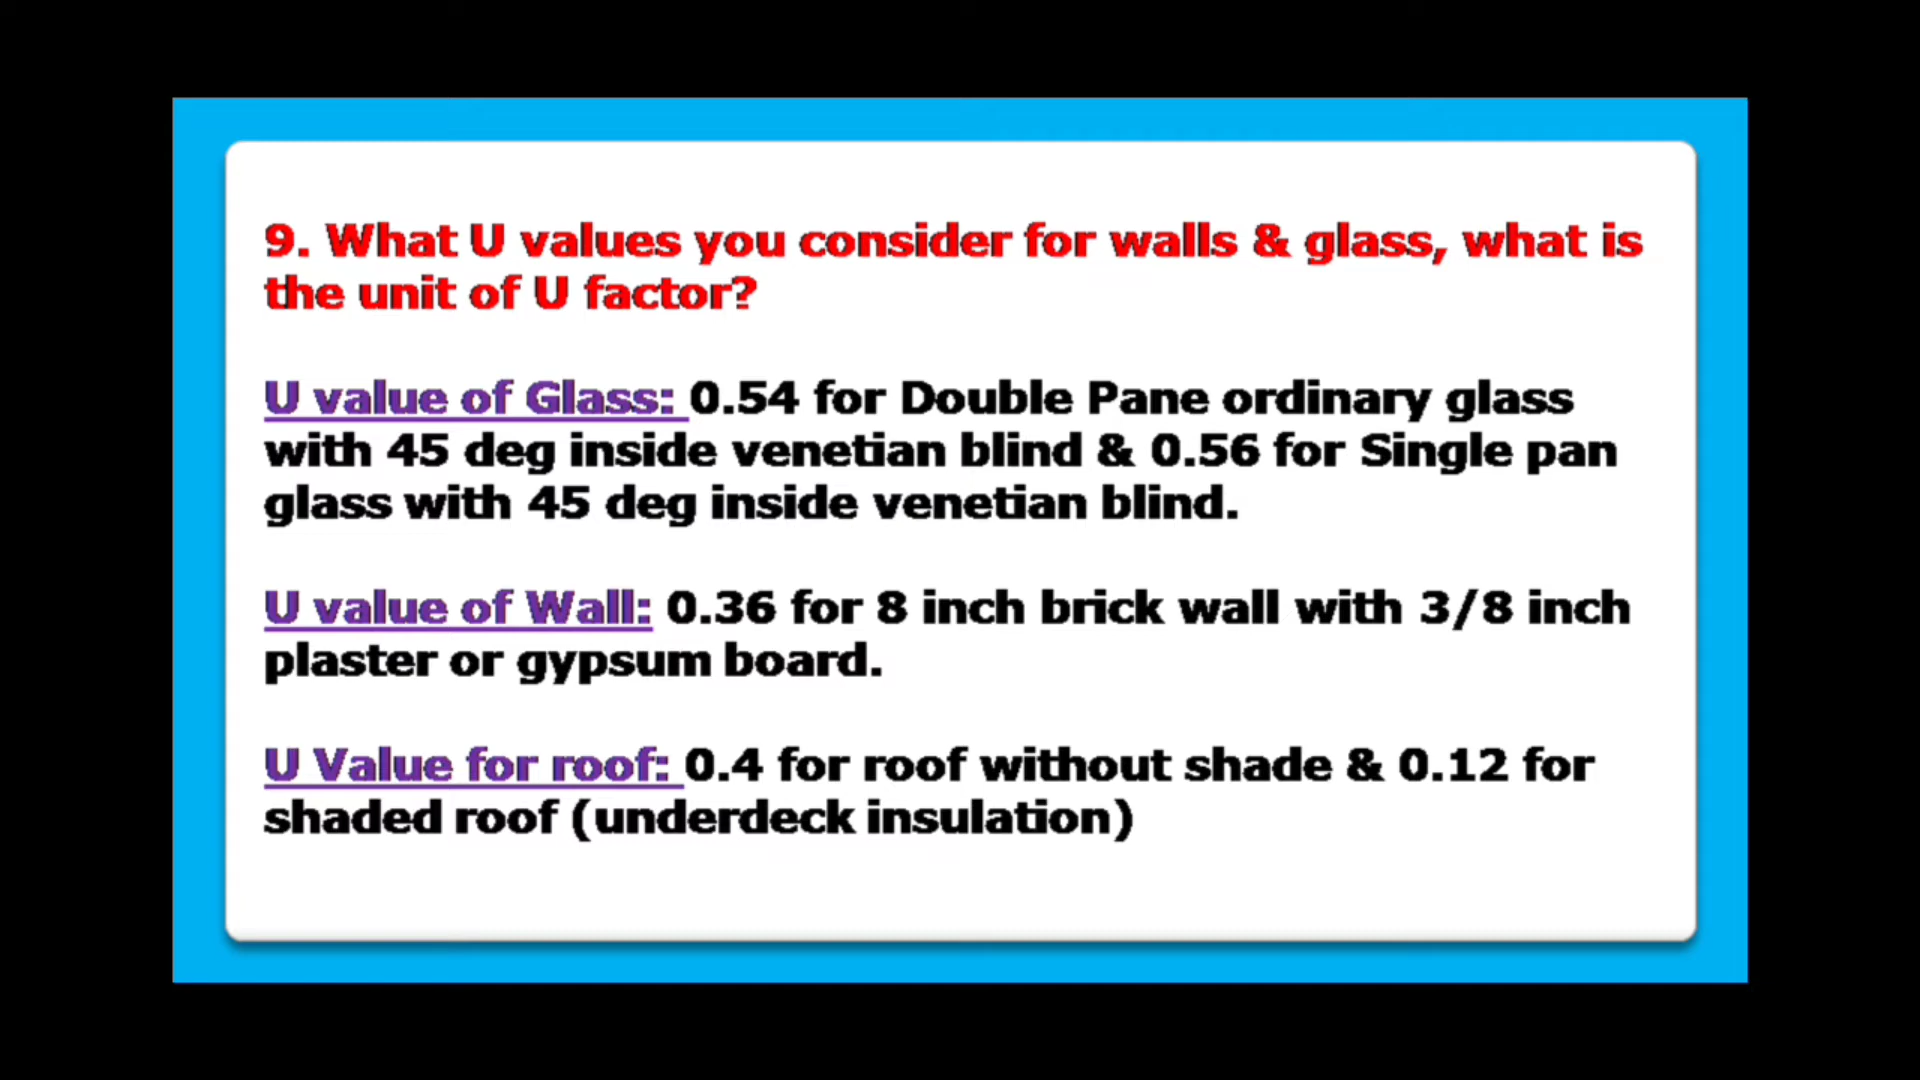 9. What U values you consider for walls & glass, what is
the unit of U factor?
U value of Glass: 0.54 for Double Pane ordinary glass
with 45 deg inside venetian blind & 0.56 for Single pan
glass with 45 deg inside venetian blind.
U value of Wall: 0.36 for 8 inch brick wall with 3/8 inch
plaster or gypsum board.
U Value for roof: 0.4 for roof without shade & 0.12 for
shaded roof (underdeck insulation)